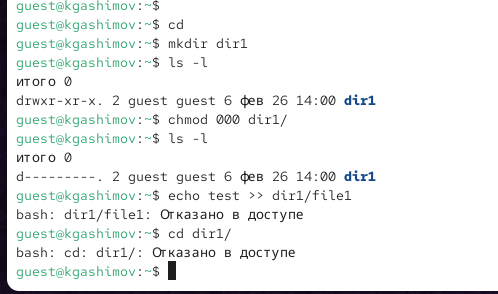 guest@kgashimov:~$
guest@kgashimov:~$ cd
guest@kgashimov:~$ mkdir dir1
guest@kgashimov:~$ ls -l
итого 0
drwxr-xr-x. 2 guest guest 6 фев 26 14:00 dir1
guest@kgashimov:~$ chmod 000 dir1/
guest@kgashimov:~$ ls -l
итого 0
d---------. 2 guest guest 6 фев 26 14:00 dir1
guest@kgashimov:~$ echo test >> dir1/file1
bash: dir1/file1: Отказано в доступе
guest@kgashimov:~$ cd dir1/
bash: cd: dir1/: Отказано в доступе
guest@kgashimov:~$